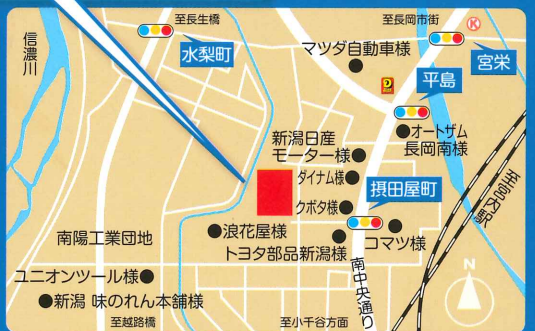 至長生橋
至長岡市街
K
信濃川
水梨町
マツダ自動車様
宮栄
D
平島
オートザム
長岡南様
新潟日産
モーター様
ダイナム様
摂田屋町
至宮内駅
クボタ様
浪花屋様
コマツ様
トヨタ部品新潟様
南陽工業団地
南中央通り
ユニオンツール様
N
新潟 味のれん本舗様
至越路橋
至小千谷方面